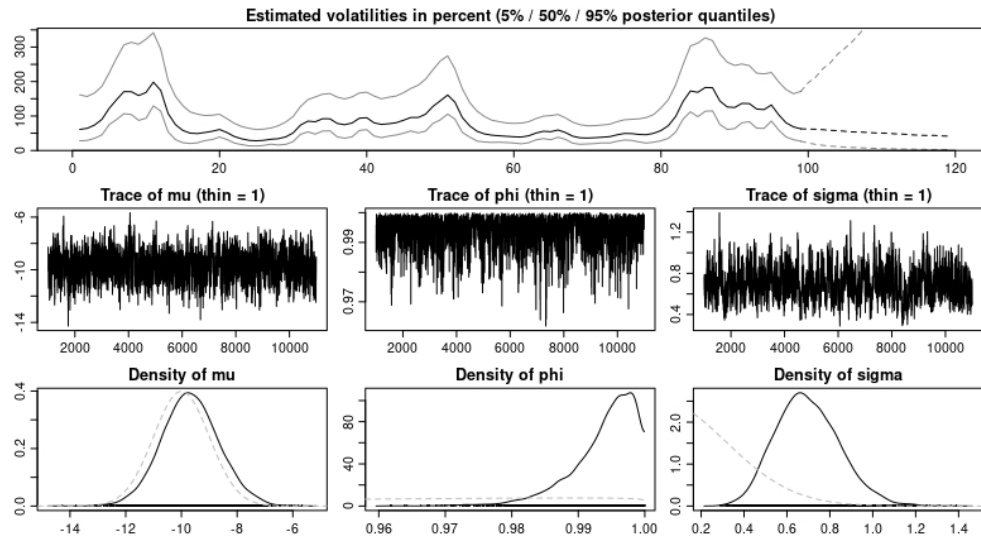 Estimated volatilities in percent (5% / 50% / 95% posterior quantiles)
0 50 100 200 300
0 20 40 60 80 100 120
Trace of mu (thin = 1)
-14 -10 -6
2000 4000 6000 8000 10000
Trace of phi (thin = 1)
0.97 0.99
2000 4000 6000 8000 10000
Trace of sigma (thin = 1)
0.4 0.8 1.2
2000 4000 6000 8000 10000
Density of mu
0.0 0.2 0.4
-14 -12 -10 -8 -6
Density of phi
0 40 80
0.96 0.97 0.98 0.99 1.00
Density of sigma
0.0 1.0 2.0
0.2 0.4 0.6 0.8 1.0 1.2 1.4